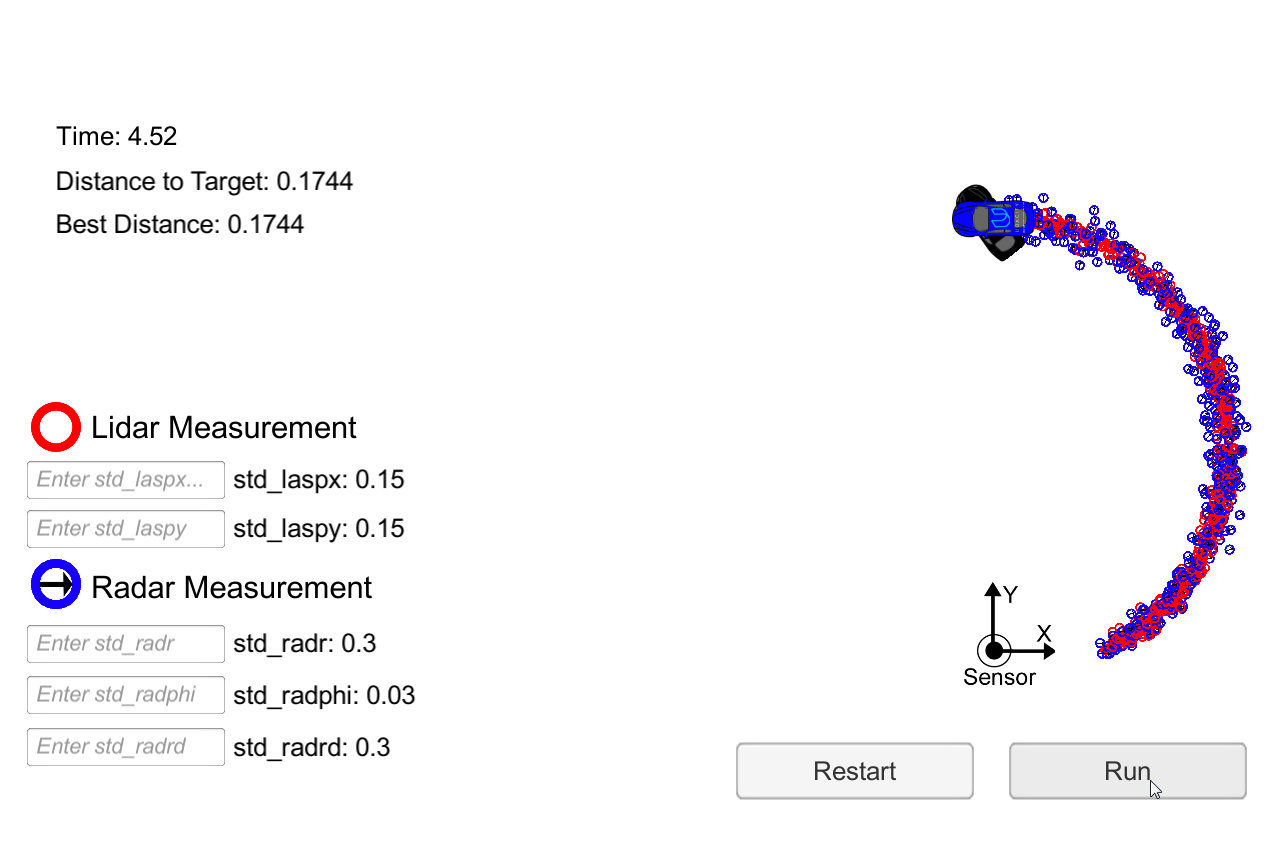 Time: 4.52
Distance to Target: 0.1744
Best Distance: 0.1744
Lidar Measurement
Enter std_laspx... std_laspx: 0.15
Enter std_laspy std_laspy: 0.15
Radar Measurement
Enter std_radr std_radr: 0.3
Enter std_radphi std_radphi: 0.03
Enter std_radrd std_radrd: 0.3
Y
X
Sensor
Restart Run